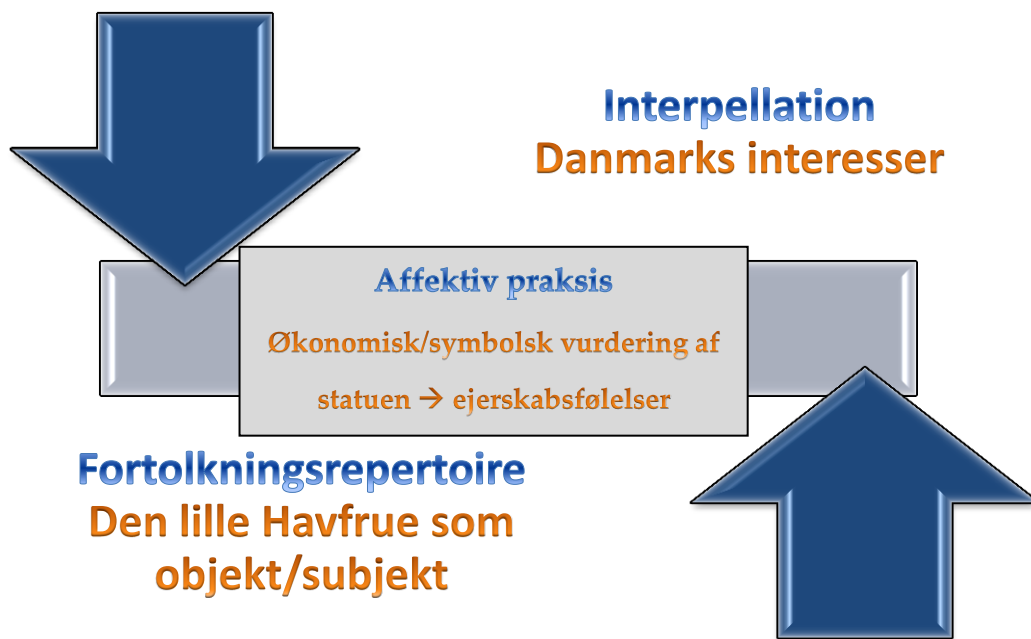 Interpellation
Danmarks interesser
Affektiv praksis
Økonomisk/symbolsk vurdering af
statuen → ejerskabsfølelser
Fortolkningsrepertoire
Den lille Havfrue som
objekt/subjekt